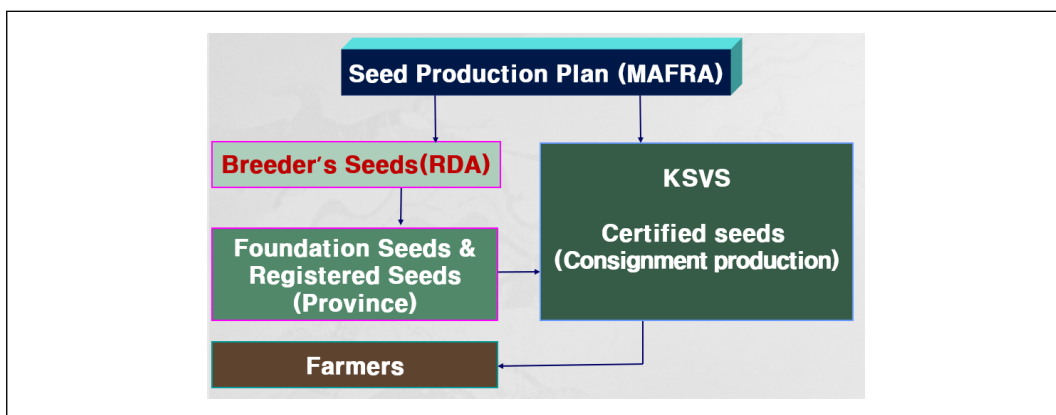 Seed Production Plan (MAFRA)
Breeder's Seeds(RDA)
Foundation Seeds &
Registered Seeds
(Province)
KSVS
Certified seeds
(Consignment production)
Farmers